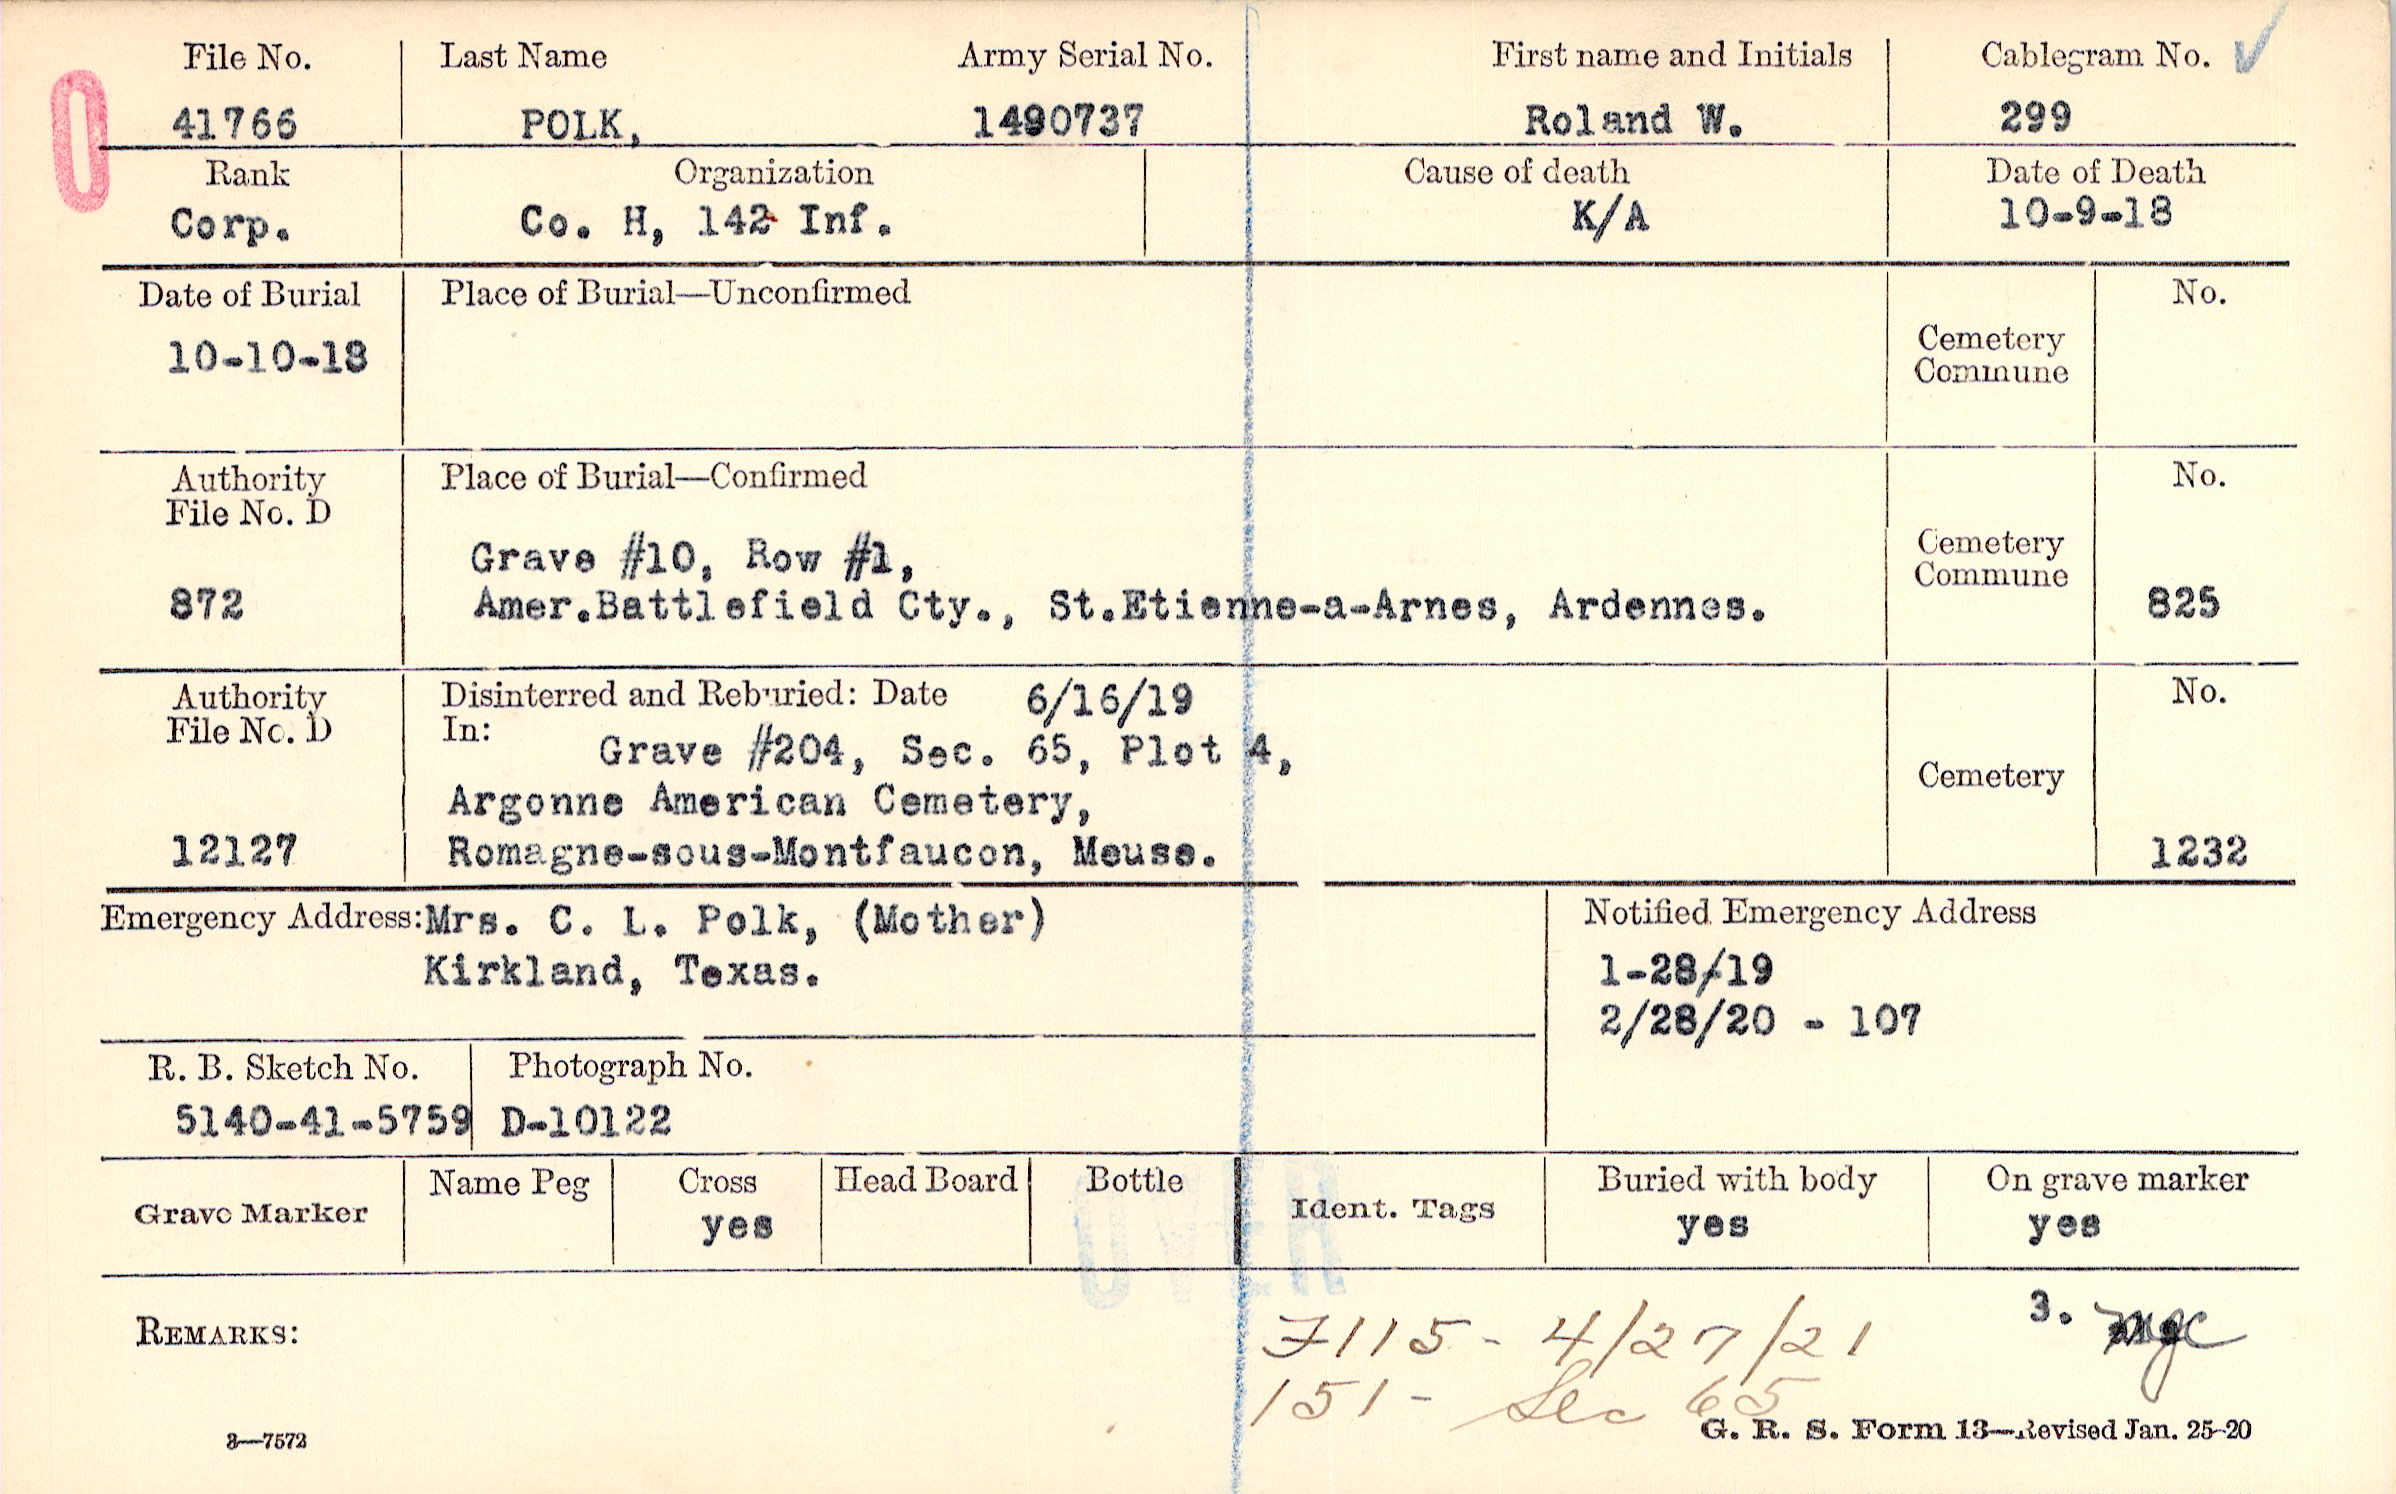 File No. Last Name Army Serial No. First name and Initials Cablegram No. ✓
0
41766 POLK, 1490737 Roland W. 299
Rank Organization Cause of death Date of Death
Corp. Co. H, 142 Inf. K/A 10-9-18
Date of Burial Place of Burial—Unconfirmed No.
Cemetery
Commune
10-10-18
Authority Place of Burial—Confirmed No.
File No. D
Grave #10, Row #1, Cemetery
Commune
872 Amer.Battlefield Cty., St.Etienne-a-Arnes, Ardennes. 825
Authority Disinterred and Reburied: Date 6/16/19 No.
File No. D In:
Grave #204, Sec. 65, Plot 4,
Cemetery
Argonne American Cemetery,
12127 Romagne-sous-Montfaucon, Meuse. 1232
Emergency Address: Mrs. C. L. Polk, (Mother) Notified Emergency Address
Kirkland, Texas. 1-28/19
2/28/20 - 107
R. B. Sketch No. Photograph No.
5140-41-5759 D-10122
Grave Marker Name Peg Cross Head Board Bottle Ident. Tags Buried with body On grave marker
yes yes yes
OVER
REMARKS: 3.
F115- 4/27/21
151- Sec 65
3—7572 G. R. S. Form 13—Revised Jan. 25-20